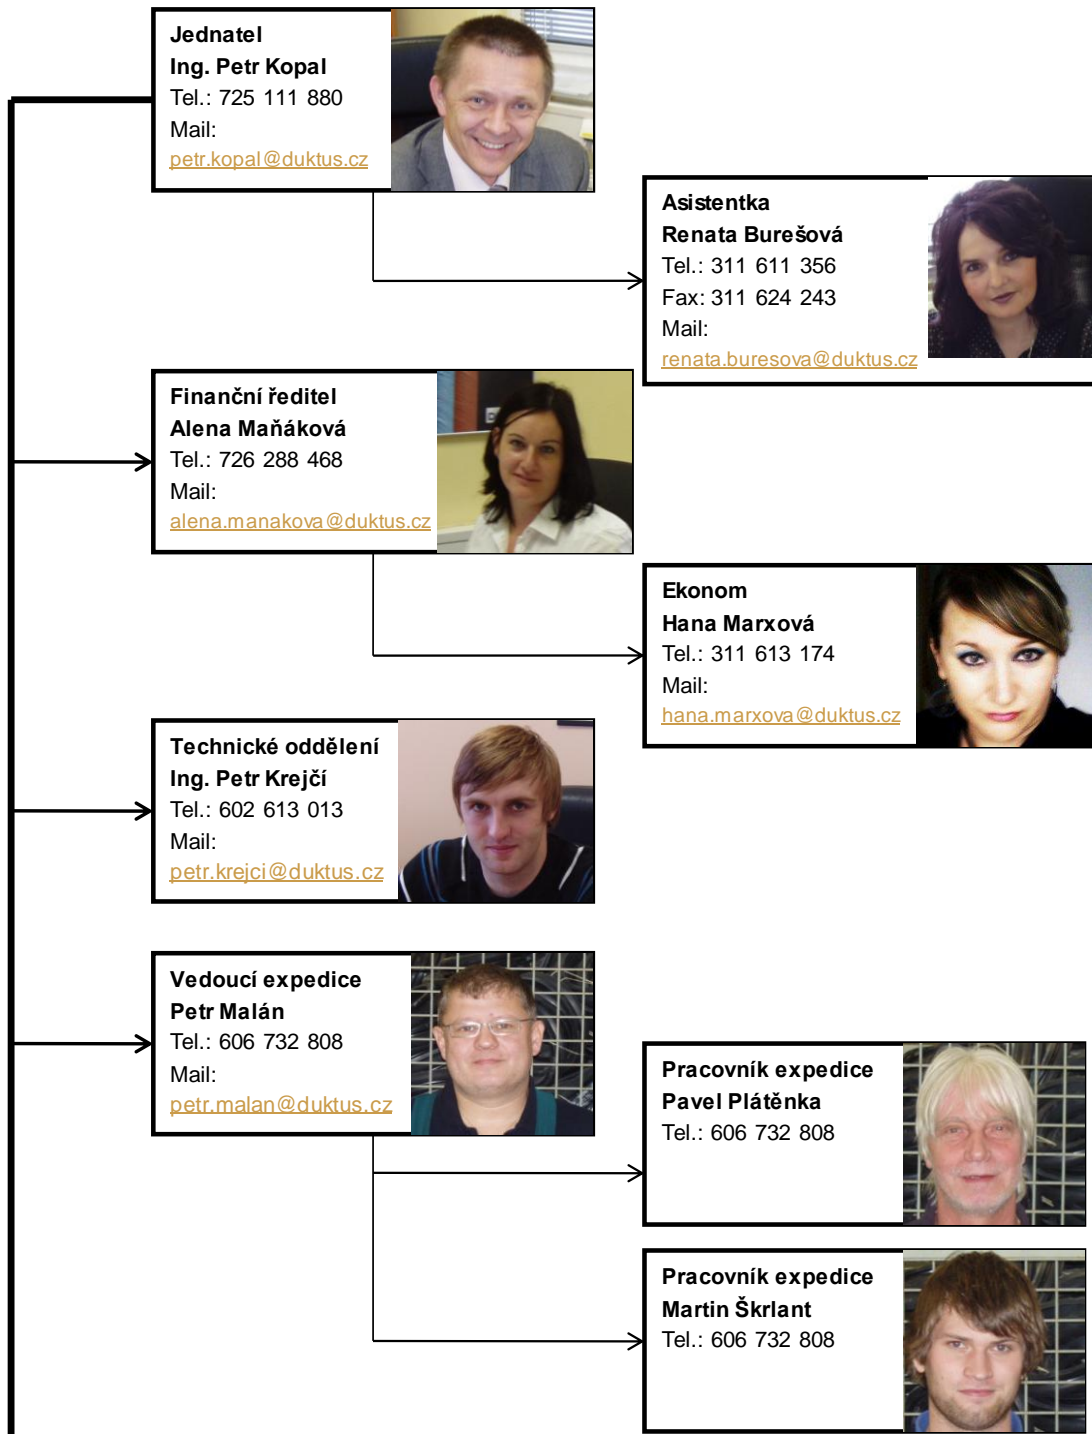 Jednatel
Ing. Petr Kopal
Tel.: 725 111 880
Mail:
petr.kopal@duktus.cz
Asistentka
Renata Burešová
Tel.: 311 611 356
Fax: 311 624 243
Mail:
renata.buresova@duktus.cz
Finanční ředitel
Alena Maňáková
Tel.: 726 288 468
Mail:
alena.manakova@duktus.cz
Ekonom
Hana Marxová
Tel.: 311 613 174
Mail:
hana.marxova@duktus.cz
Technické oddělení
Ing. Petr Krejčí
Tel.: 602 613 013
Mail:
petr.krejci@duktus.cz
Vedoucí expedice
Petr Malán
Tel.: 606 732 808
Mail:
petr.malan@duktus.cz
Pracovník expedice
Pavel Plátěnka
Tel.: 606 732 808
Pracovník expedice
Martin Škrlant
Tel.: 606 732 808